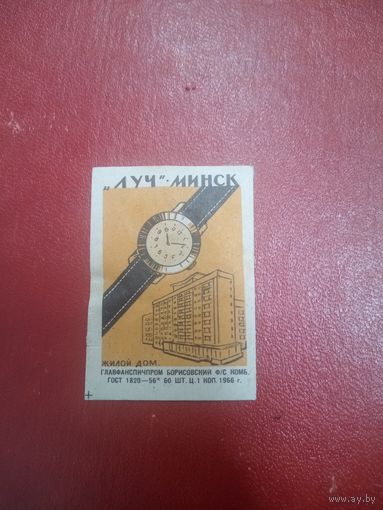 „ЛУЧ“·МИНСК
ЖИЛОЙ ДОМ
ГЛАВФАНСПИЧПРОМ БОРИСОВСКИЙ Ф/С КОМБ.
ГОСТ 1820—56* 60 ШТ. Ц. 1 КОП. 1966 г.
www.ay.by